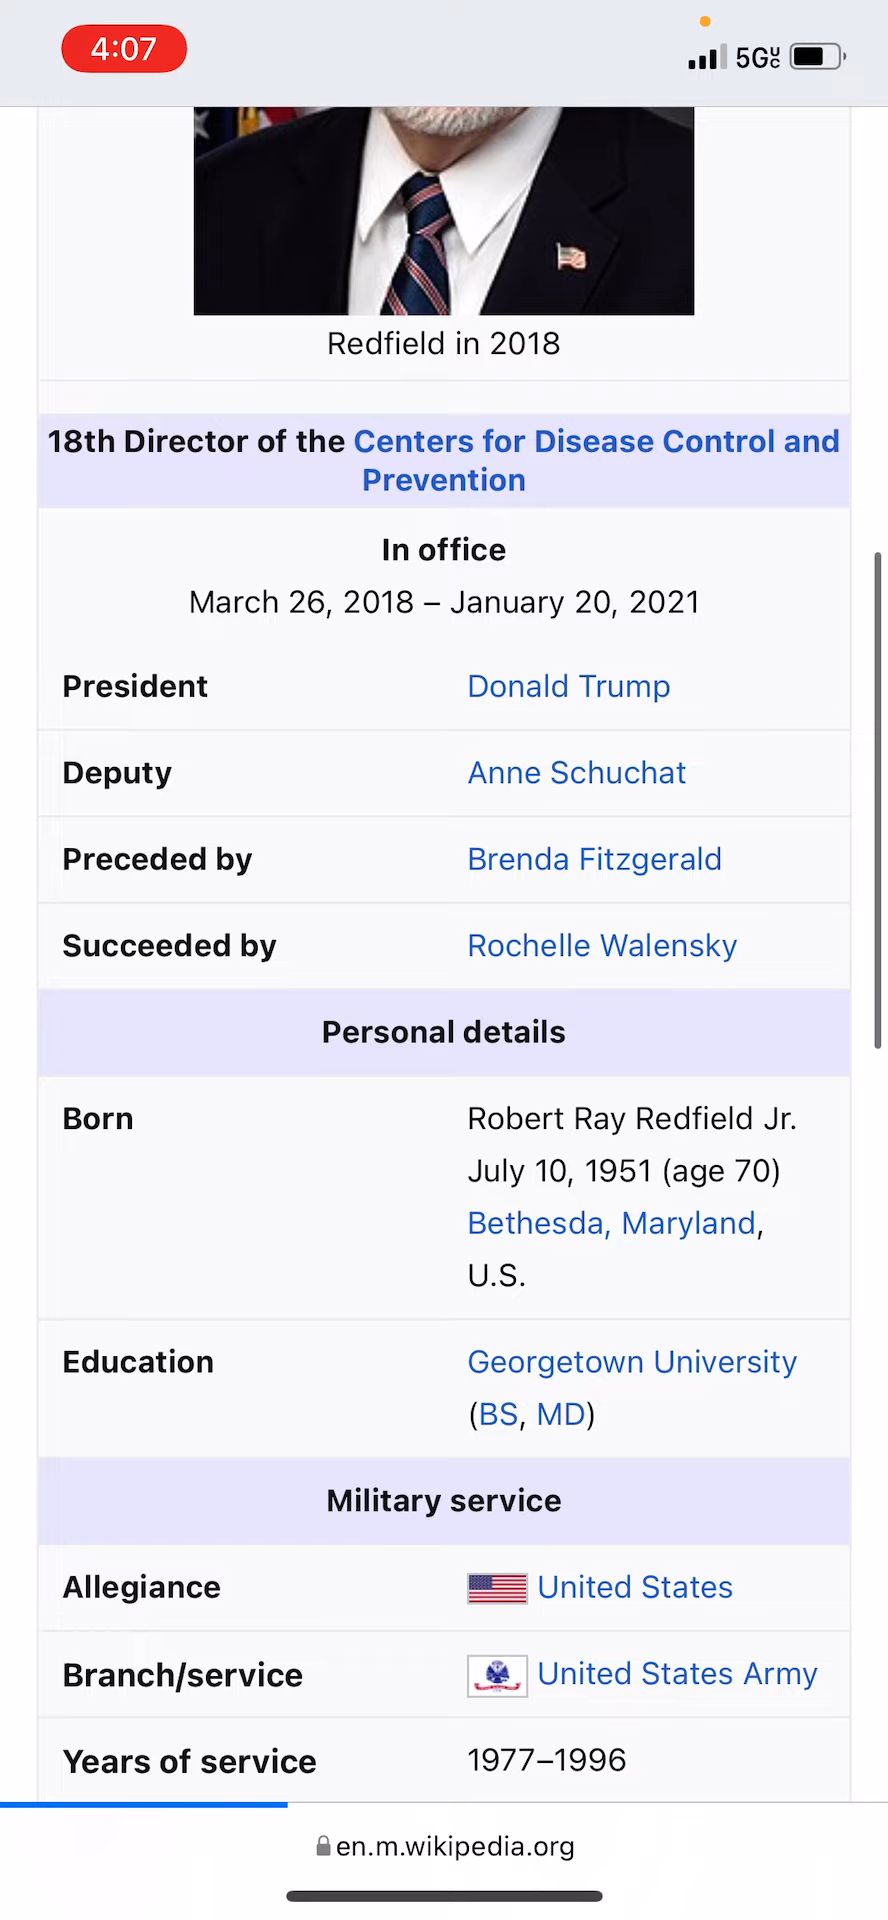 4:07
5G UC
Redfield in 2018
18th Director of the Centers for Disease Control and
Prevention
In office
March 26, 2018 – January 20, 2021
President Donald Trump
Deputy Anne Schuchat
Preceded by Brenda Fitzgerald
Succeeded by Rochelle Walensky
Personal details
Born Robert Ray Redfield Jr.
July 10, 1951 (age 70)
Bethesda, Maryland,
U.S.
Education Georgetown University
(BS, MD)
Military service
Allegiance United States
Branch/service United States Army
Years of service 1977–1996
en.m.wikipedia.org